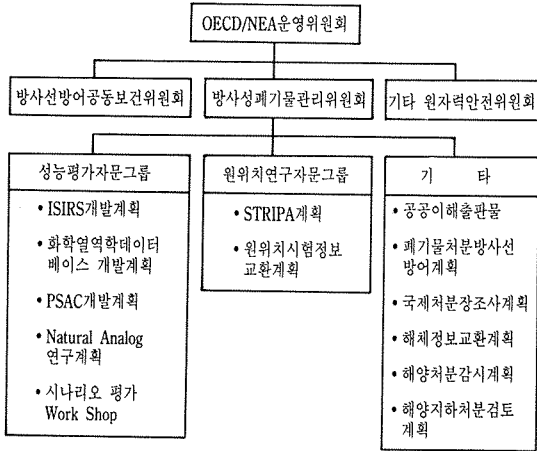 OECD/NEA운영위원회
방사선방어공동보건위원회
방사성폐기물관리위원회
기타 원자력안전위원회
성능평가자문그룹
• ISIRS개발계획
• 화학열역학데이터
베이스 개발계획
• PSAC개발계획
• Natural Analog
연구계획
• 시나리오 평가
Work Shop
원위치연구자문그룹
• STRIPA계획
• 원위치시험정보
교환계획
기 타
• 공공이해출판물
• 폐기물처분방사선
방어계획
• 국제처분장조사계획
• 해체정보교환계획
• 해양처분감시계획
• 해양지하처분검토
계획